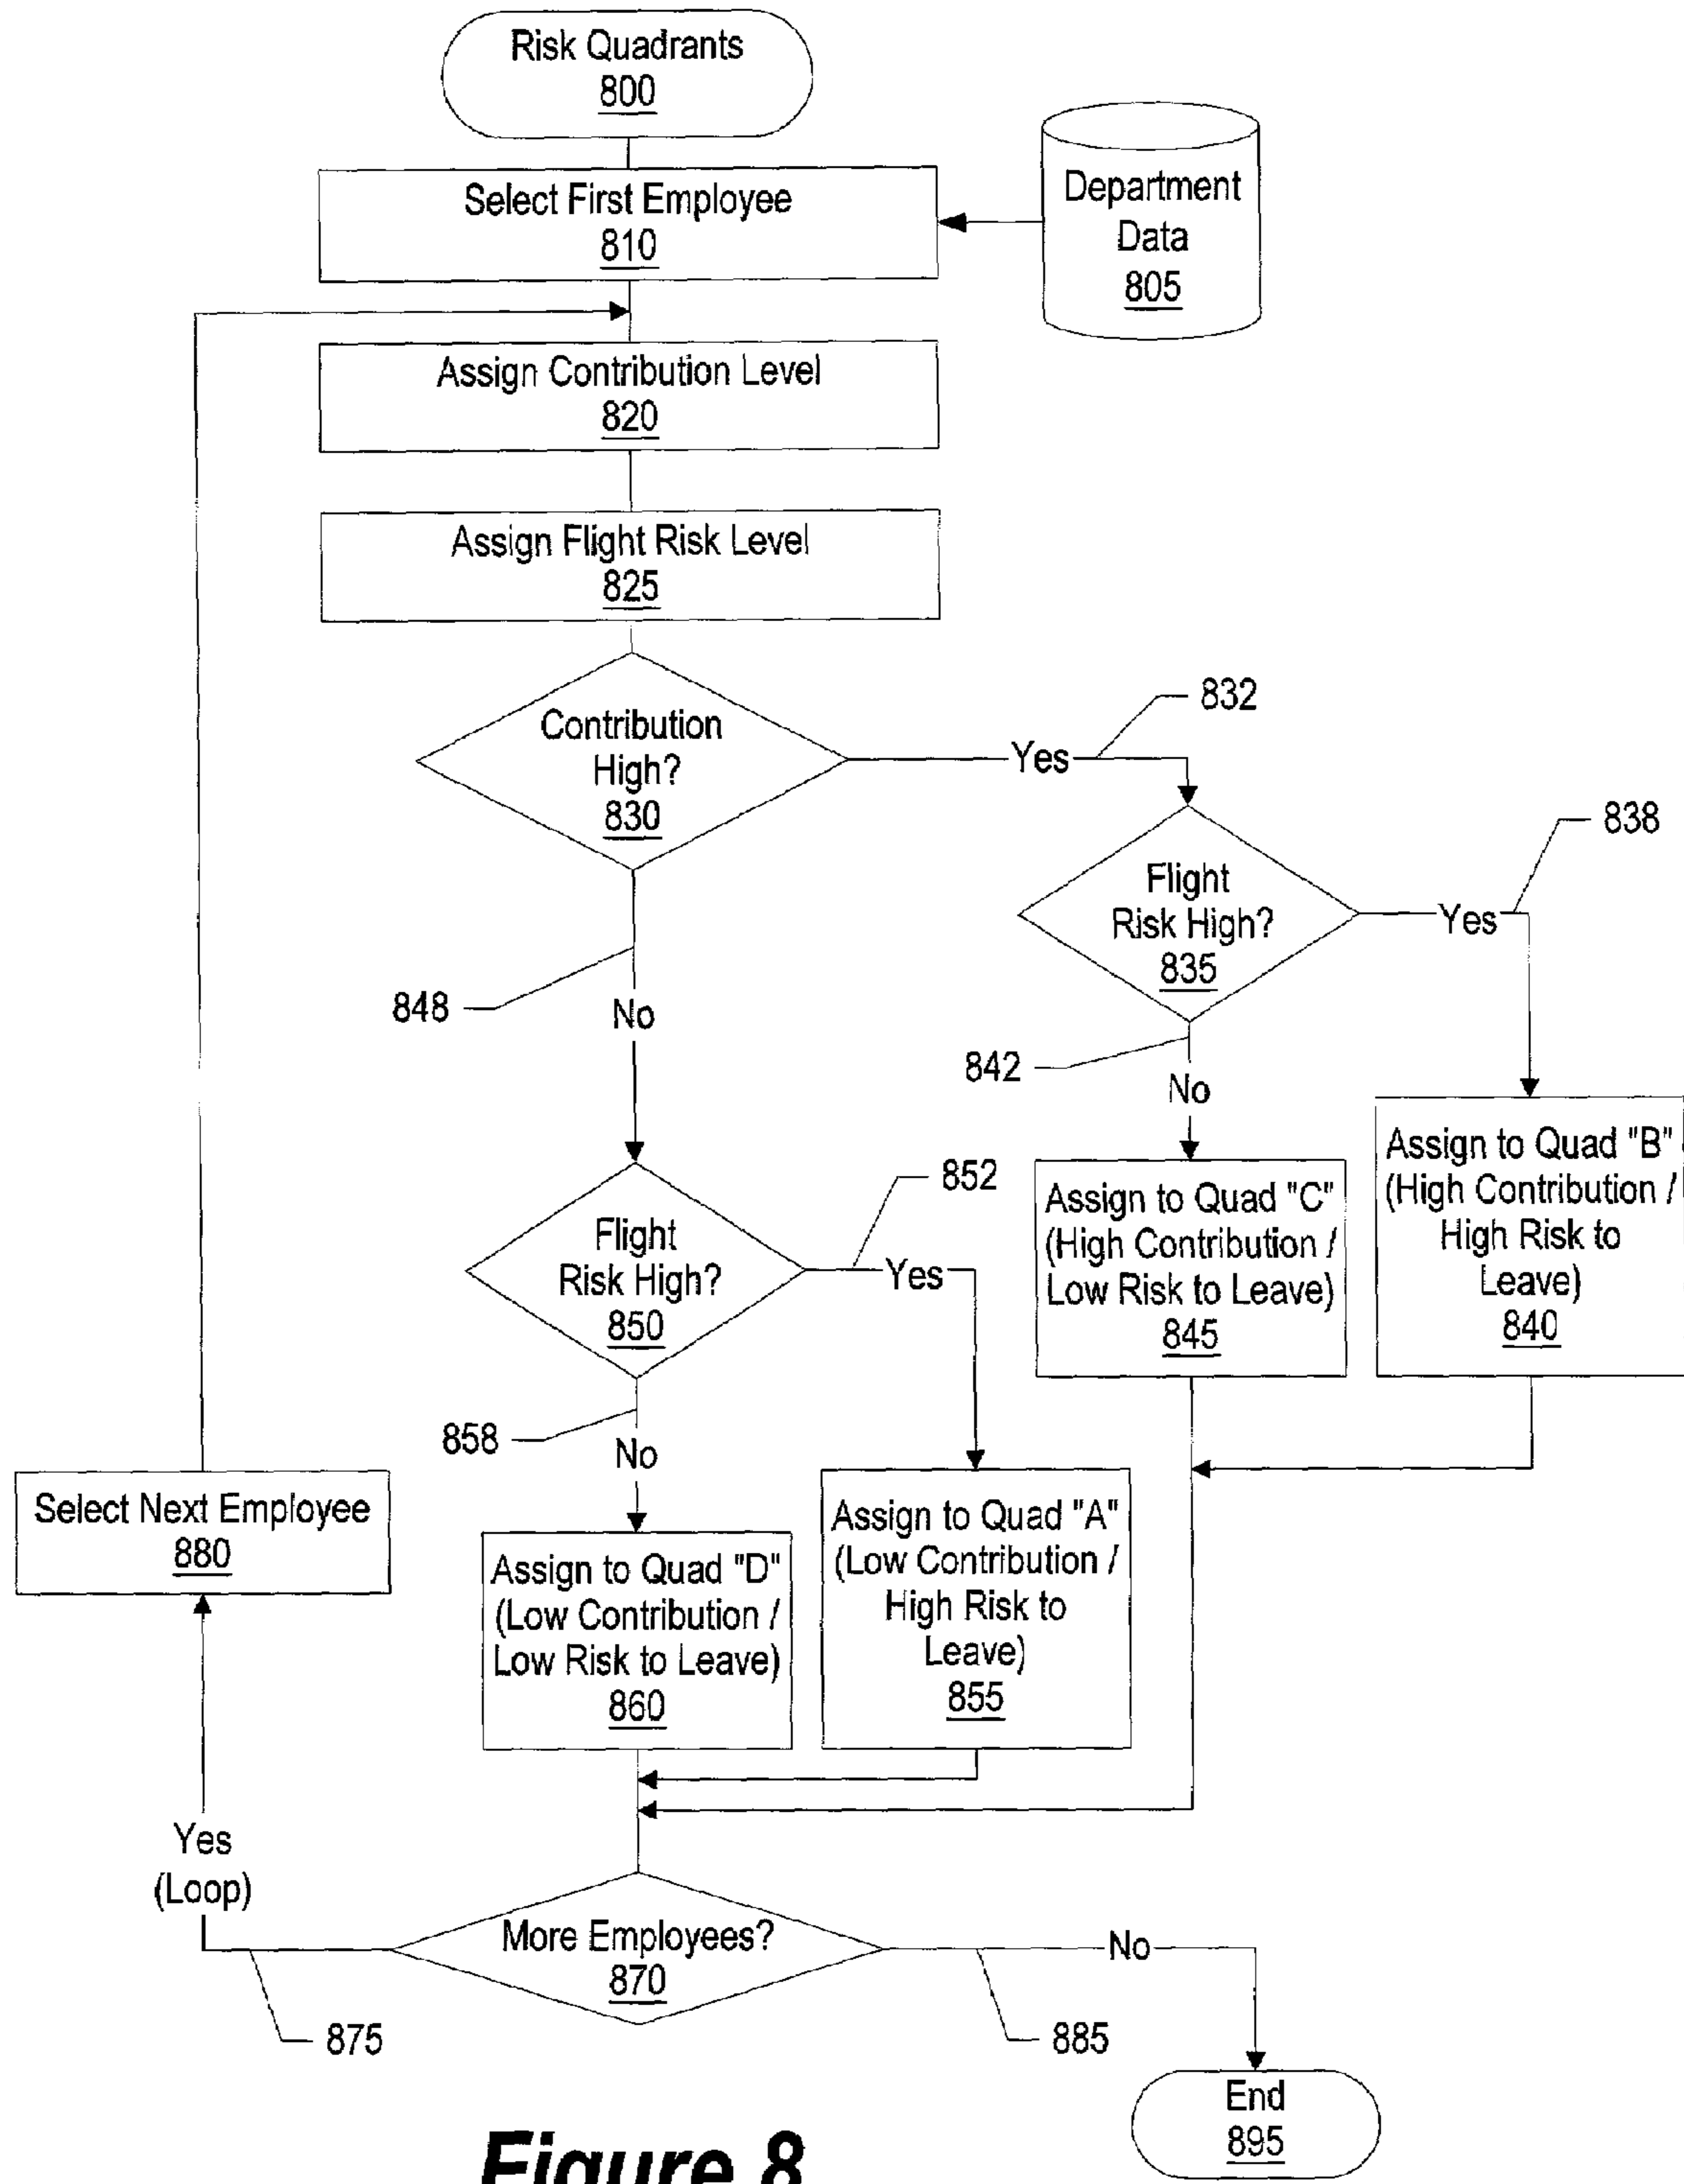 Risk Quadrants
800
Select First Employee
810
Department
Data
805
Assign Contribution Level
820
Assign Flight Risk Level
825
Contribution
High?
830
Yes
832
Flight
Risk High?
835
Yes
838
848
No
842
No
Assign to Quad "B"
(High Contribution /
High Risk to
Leave)
840
Assign to Quad "C"
(High Contribution /
Low Risk to Leave)
845
Flight
Risk High?
850
852
Yes
858
No
Select Next Employee
880
Assign to Quad "A"
(Low Contribution /
High Risk to
Leave)
855
Assign to Quad "D"
(Low Contribution /
Low Risk to Leave)
860
Yes
(Loop)
More Employees?
870
No
875
885
End
895
Figure 8